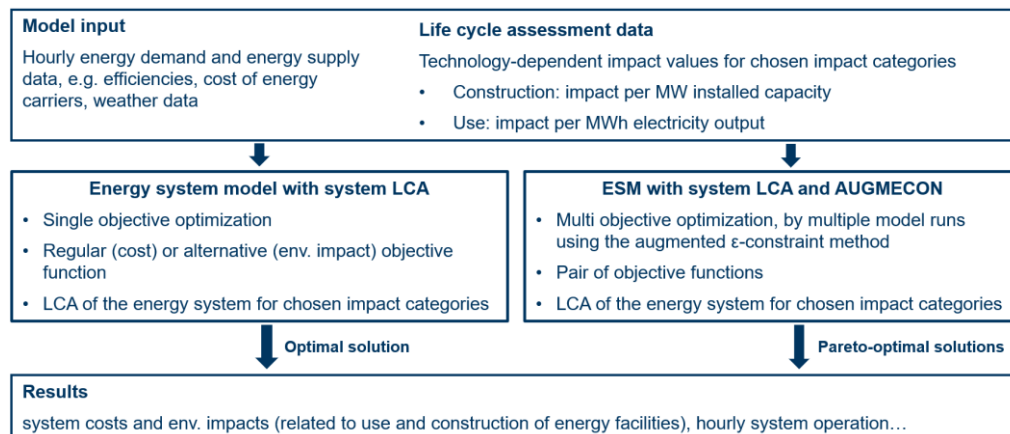 Model input
Hourly energy demand and energy supply
data, e.g. efficiencies, cost of energy
carriers, weather data
Life cycle assessment data
Technology-dependent impact values for chosen impact categories
• Construction: impact per MW installed capacity
• Use: impact per MWh electricity output
Energy system model with system LCA
• Single objective optimization
• Regular (cost) or alternative (env. impact) objective
function
• LCA of the energy system for chosen impact categories
ESM with system LCA and AUGMECON
• Multi objective optimization, by multiple model runs
using the augmented ε-constraint method
• Pair of objective functions
• LCA of the energy system for chosen impact categories
Optimal solution
Pareto-optimal solutions
Results
system costs and env. impacts (related to use and construction of energy facilities), hourly system operation…